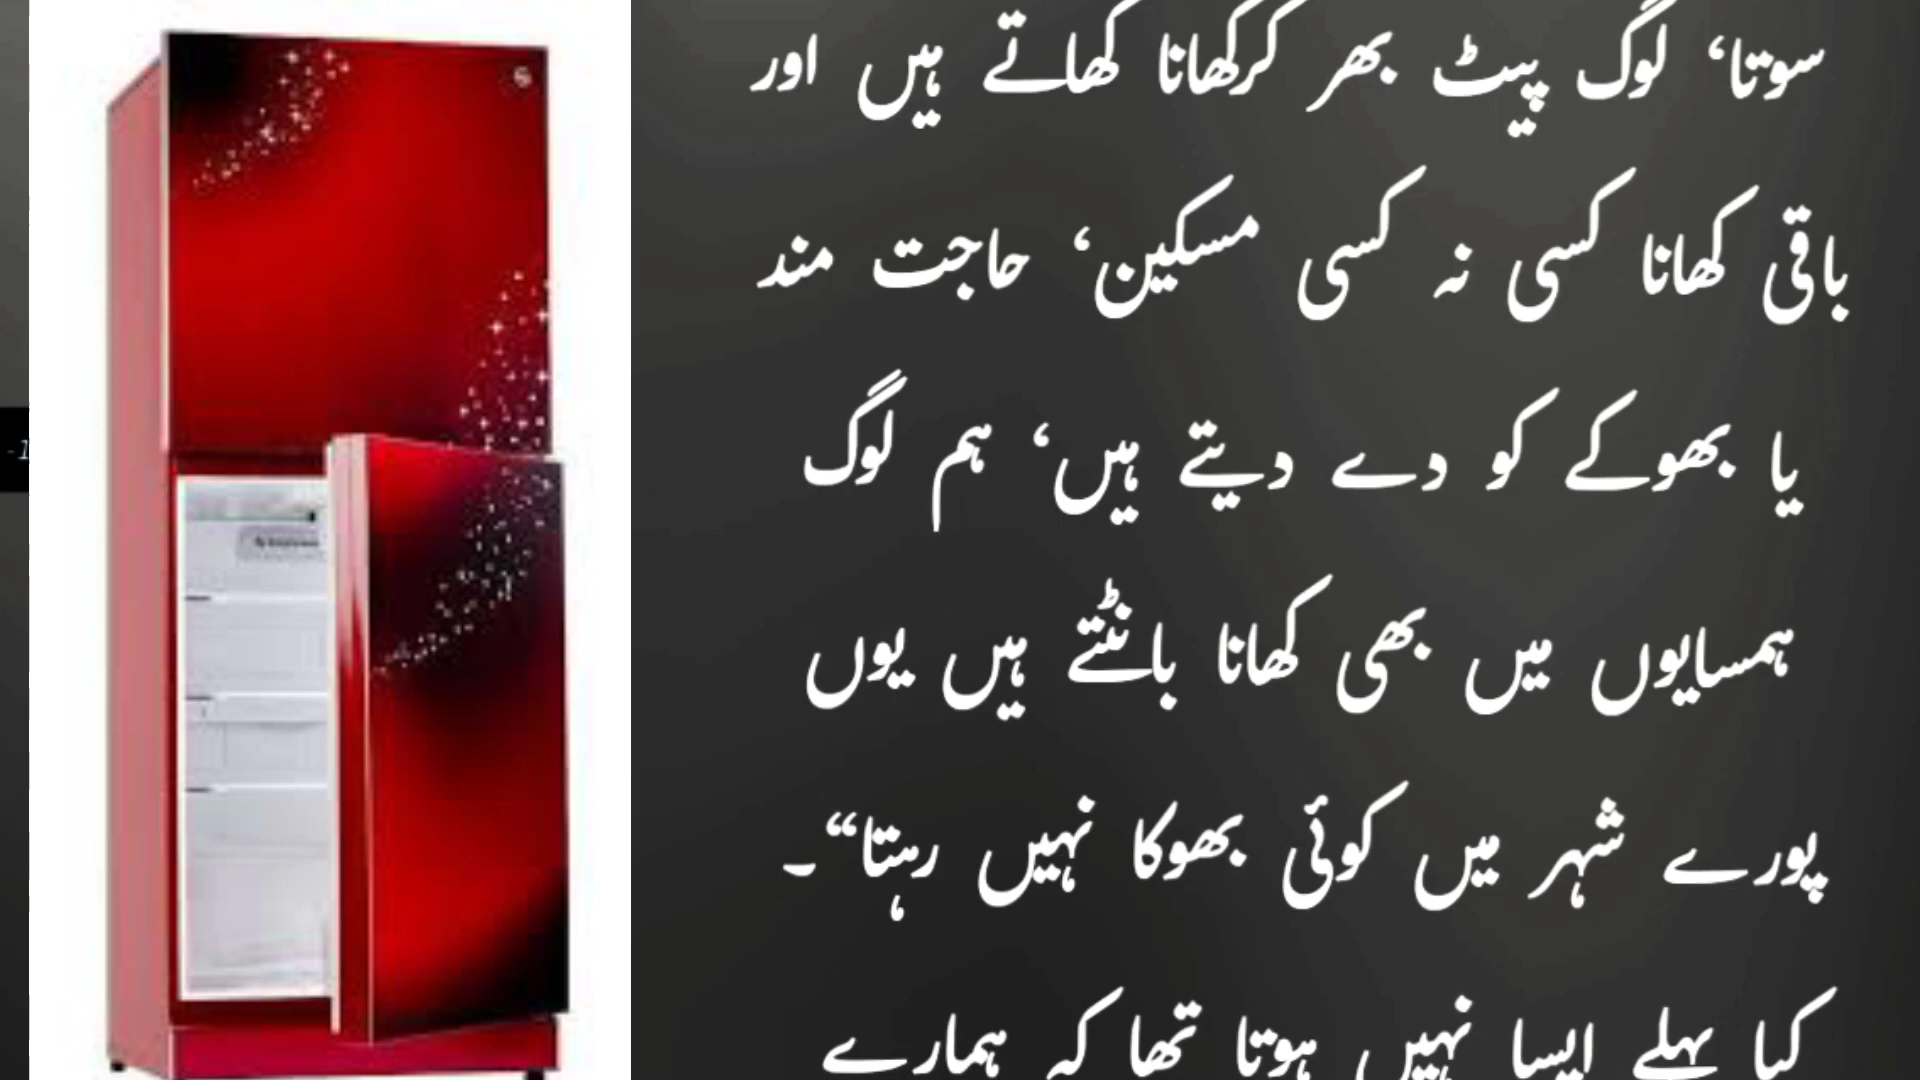 سوتا‘ لوگ پیٹ بھر کرکھانا کھاتے ہیں اور
باقی کھانا کسی نہ کسی مسکین‘ حاجت مند
یا بھوکے کو دے دیتے ہیں‘ ہم لوگ
ہمسایوں میں بھی کھانا بانٹتے ہیں یوں
پورے شہر میں کوئی بھوکا نہیں رہتا“۔
کیا پہلے ایسا نہیں ہوتا تھا کہ ہمارے
-1